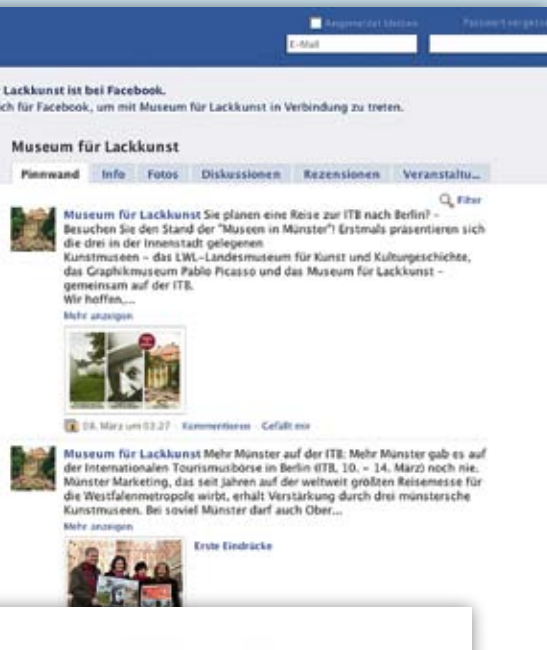 Angemeldet bleiben
Passwort vergessen
E-Mail
Lackkunst ist bei Facebook.
ch für Facebook, um mit Museum für Lackkunst in Verbindung zu treten.
Museum für Lackkunst
Pinnwand Info Fotos Diskussionen Rezensionen Veranstaltu...
Filter
Museum für Lackkunst Sie planen eine Reise zur ITB nach Berlin? –
Besuchen Sie den Stand der "Museen in Münster"! Erstmals präsentieren sich
die drei in der Innenstadt gelegenen
Kunstmuseen – das LWL-Landesmuseum für Kunst und Kulturgeschichte,
das Graphikmuseum Pablo Picasso und das Museum für Lackkunst –
gemeinsam auf der ITB.
Wir hoffen,...
Mehr anzeigen
08. März um 03:27 · Kommentieren · Gefällt mir
Museum für Lackkunst Mehr Münster auf der ITB: Mehr Münster gab es auf
der Internationalen Tourismusbörse in Berlin (ITB, 10. – 14. März) noch nie.
Münster Marketing, das seit Jahren auf der weltweit größten Reisemesse für
die Westfalenmetropole wirbt, erhält Verstärkung durch drei münstersche
Kunstmuseen. Bei soviel Münster darf auch Ober...
Mehr anzeigen
Erste Eindrücke